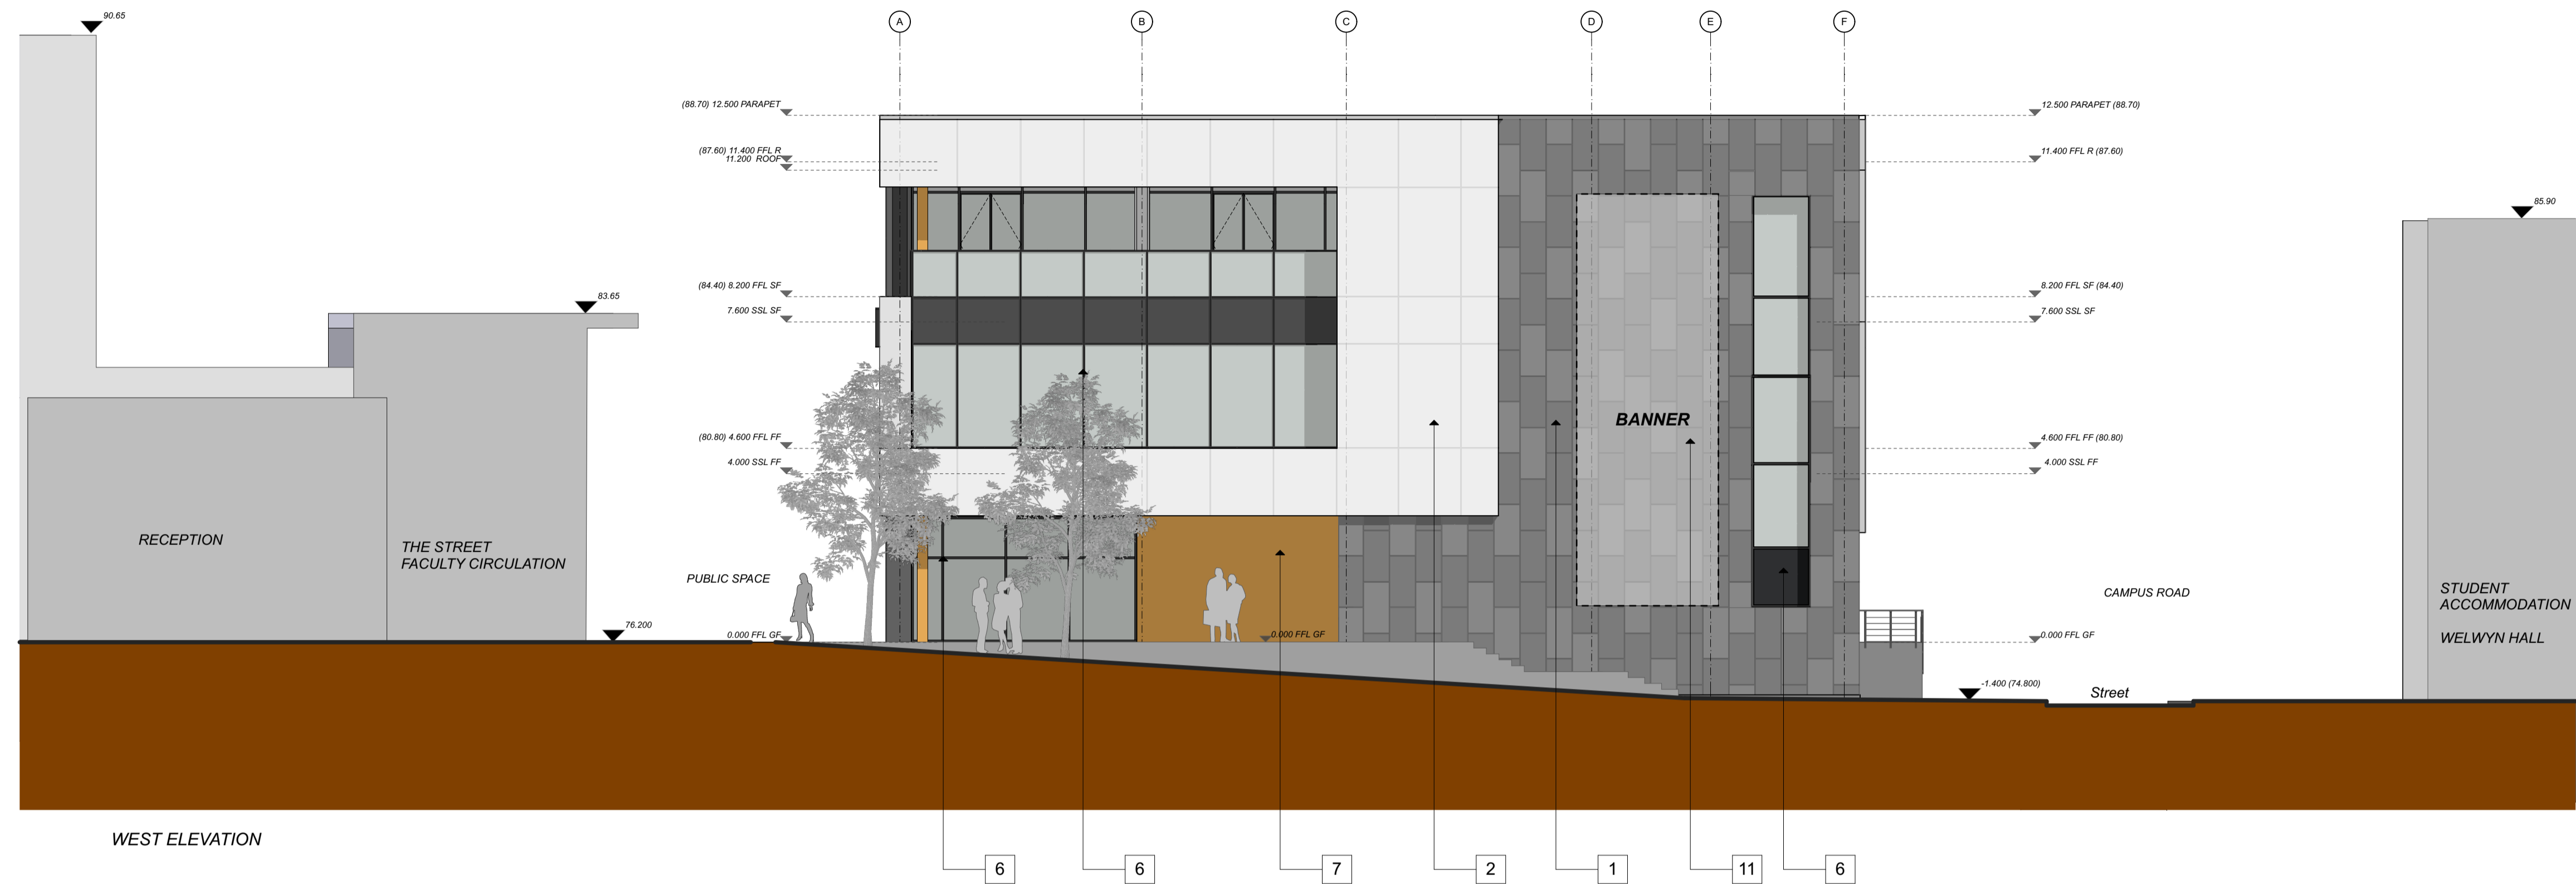 90.65
A
B
C
D
E
F
(88.70) 12.500 PARAPET
12.500 PARAPET (88.70)
(87.60) 11.400 FFL R
11.200 ROOF
11.400 FFL R (87.60)
85.90
83.65
(84.40) 8.200 FFL SF
8.200 FFL SF (84.40)
7.600 SSL SF
7.600 SSL SF
BANNER
(80.80) 4.600 FFL FF
4.600 FFL FF (80.80)
4.000 SSL FF
4.000 SSL FF
RECEPTION
THE STREET
FACULTY CIRCULATION
PUBLIC SPACE
CAMPUS ROAD
STUDENT
ACCOMMODATION
WELWYN HALL
76.200
0.000 FFL GF
0.000 FFL GF
0.000 FFL GF
-1.400 (74.800)
Street
WEST ELEVATION
6
6
7
2
1
11
6